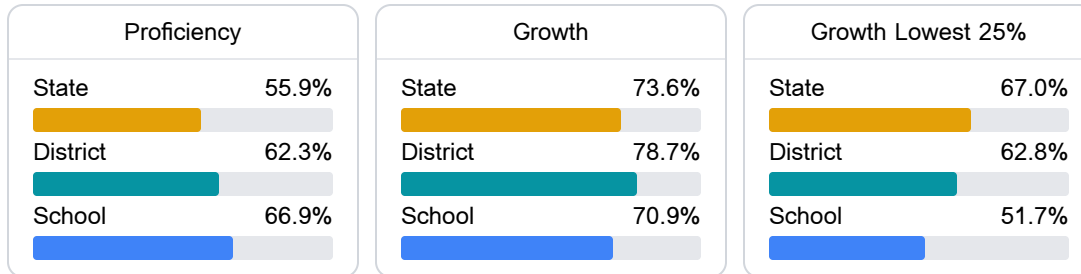 Proficiency
State 55.9%
District 62.3%
School 66.9%
Growth
State 73.6%
District 78.7%
School 70.9%
Growth Lowest 25%
State 67.0%
District 62.8%
School 51.7%